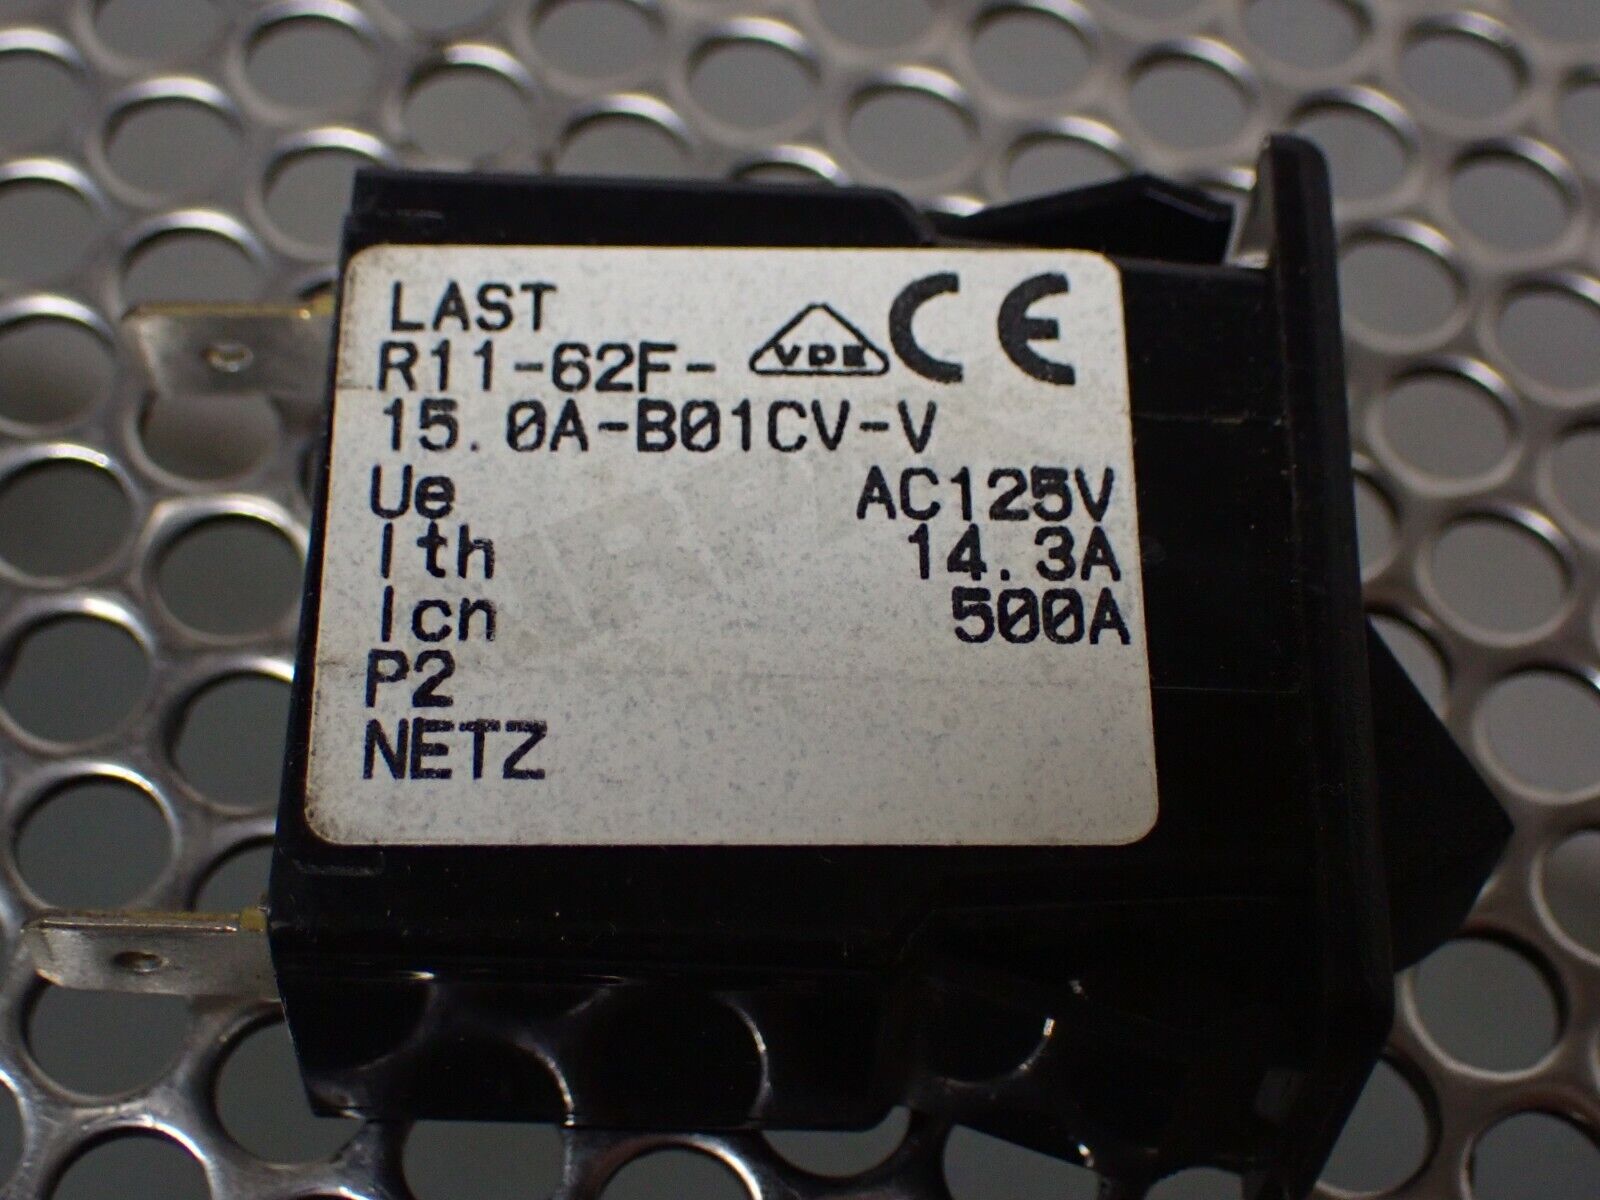 LAST
R11-62F- VDE CE
15.0A-B01CV-V
Ue AC125V
Ith 14.3A
Icn 500A
P2
NETZ